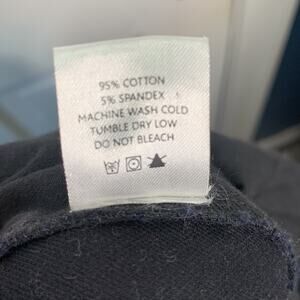 95% COTTON
5% SPANDEX
MACHINE WASH COLD
TUMBLE DRY LOW
DO NOT BLEACH